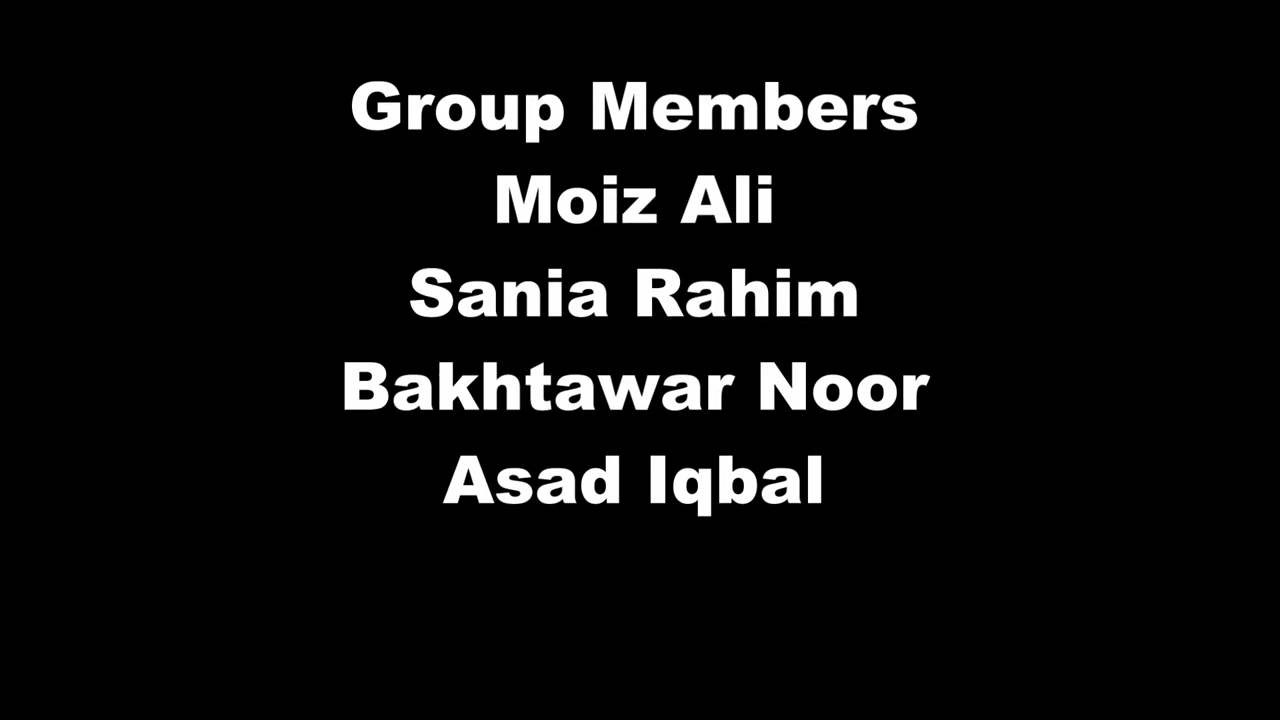 Group Members
Moiz Ali
Sania Rahim
Bakhtawar Noor
Asad Iqbal